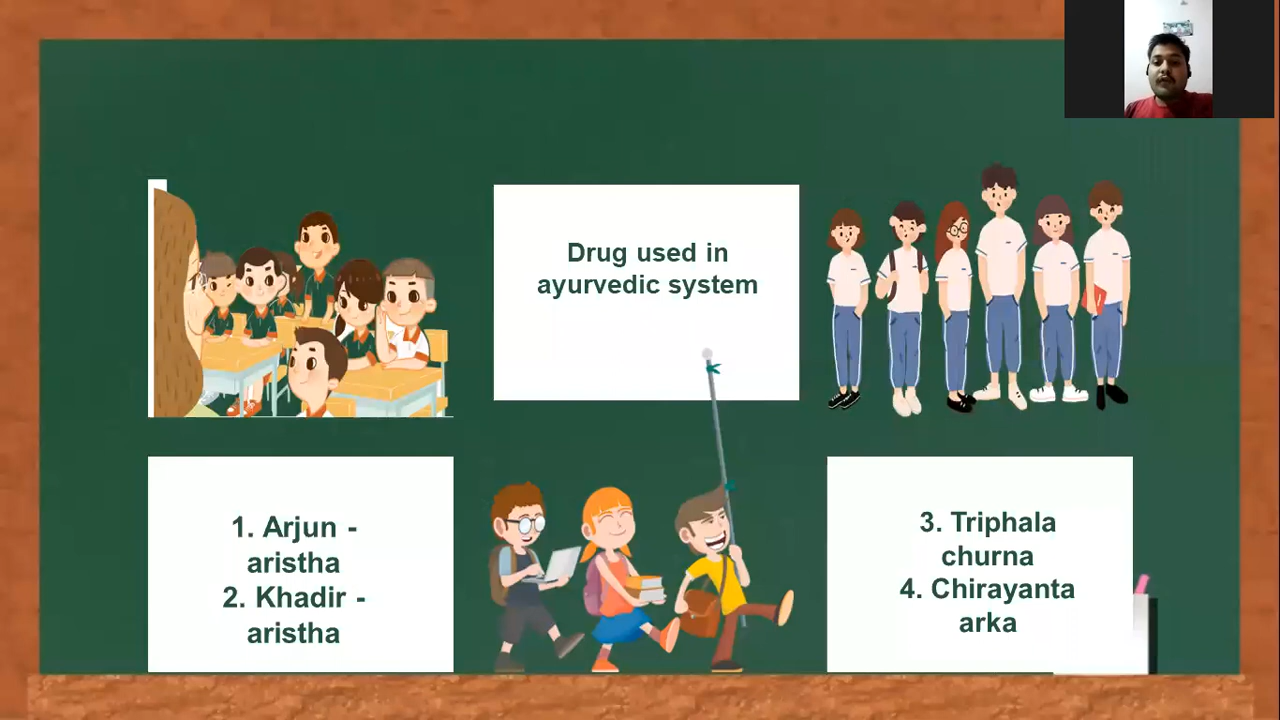 Drug used in
ayurvedic system
1. Arjun -
aristha
2. Khadir -
aristha
3. Triphala
churna
4. Chirayanta
arka